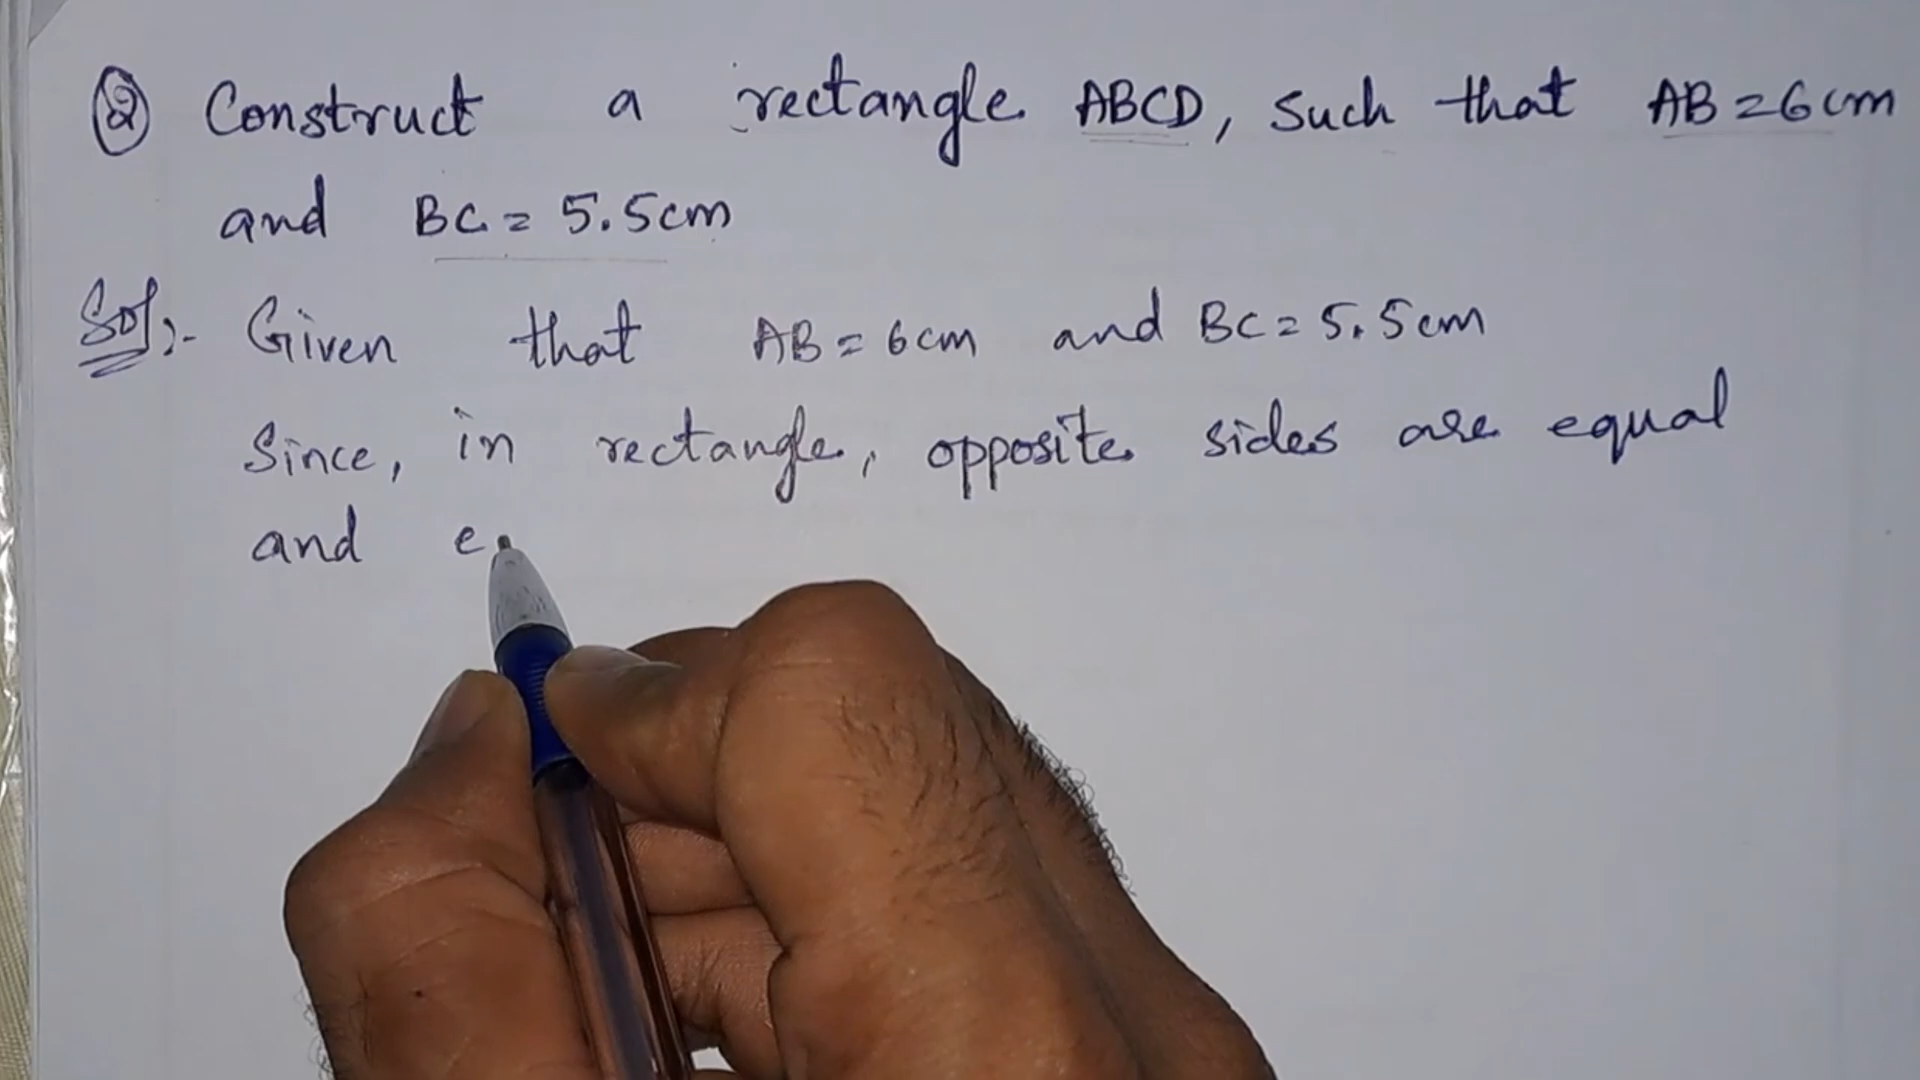 ② Construct a rectangle ABCD, such that AB = 6cm
and BC = 5.5cm
Sol:- Given that AB = 6cm and BC = 5.5cm
Since, in rectangle, opposite sides are equal
and e